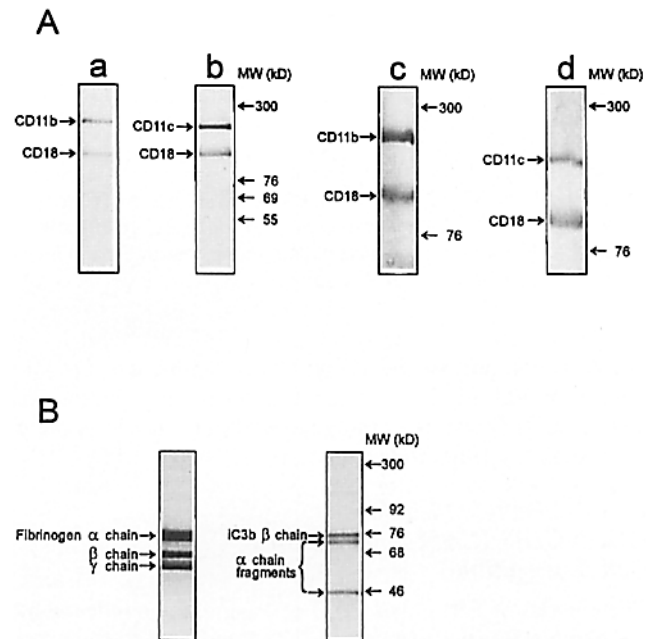 A
a
b
MW (kD)
c
MW (kD)
d
MW (kD)
CD11b→
CD18→
CD11c→
CD18→
← 300
← 76
← 69
← 55
CD11b→
CD18→
← 300
← 76
CD11c→
CD18→
← 300
← 76
B
MW (kD)
Fibrinogen α chain→
β chain→
γ chain→
iC3b β chain→
α chain
fragments
←300
← 92
← 76
← 68
← 46